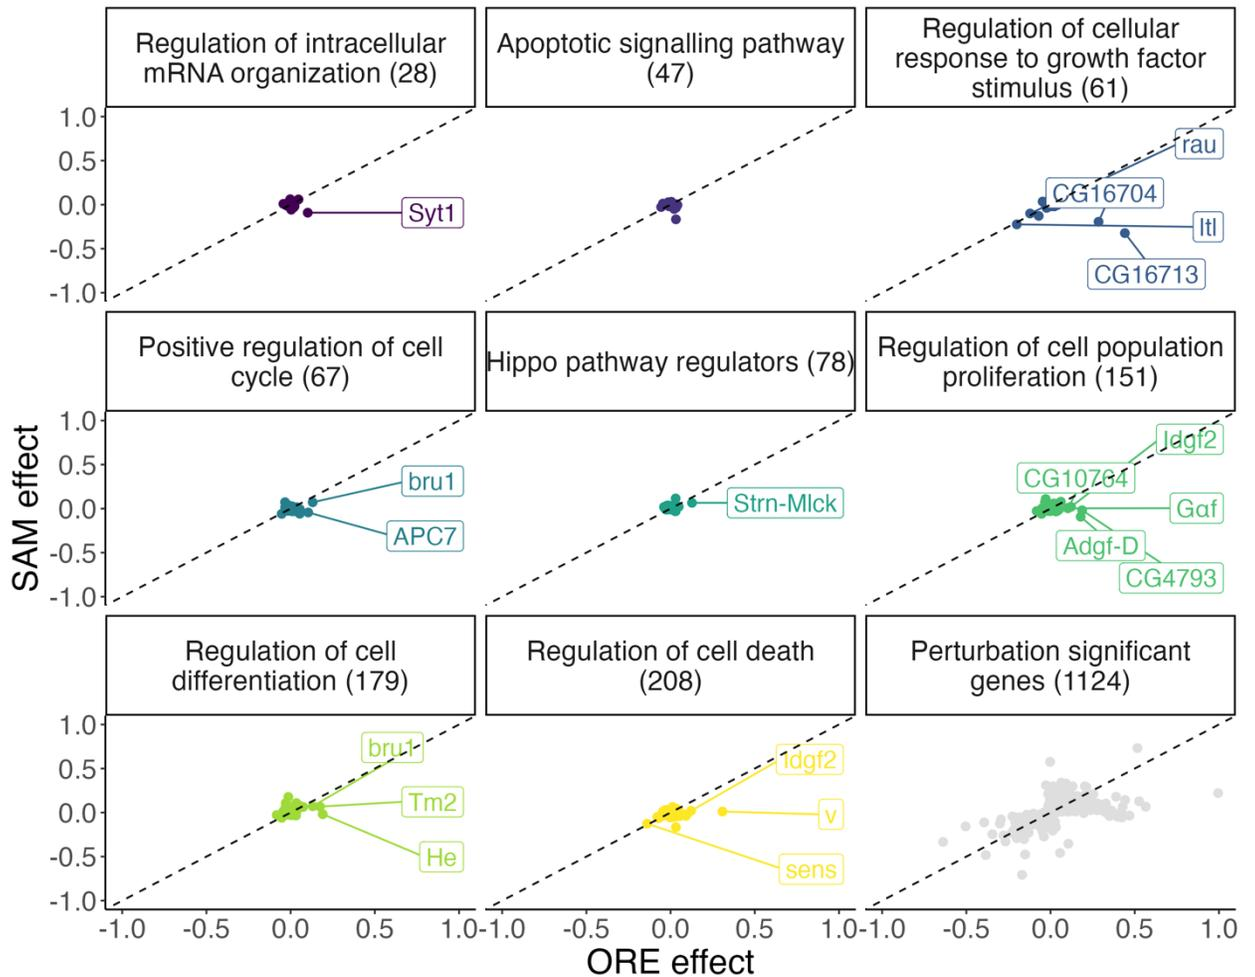 Regulation of intracellular
mRNA organization (28)
Apoptotic signalling pathway
(47)
Regulation of cellular
response to growth factor
stimulus (61)
1.0
0.5
0.0
-0.5
-1.0
Syt1
rau
CG16704
ltl
CG16713
Positive regulation of cell
cycle (67)
Hippo pathway regulators (78)
Regulation of cell population
proliferation (151)
1.0
0.5
0.0
-0.5
-1.0
bru1
APC7
Strn-Mlck
Idgf2
CG10764
Gαf
Adgf-D
CG4793
Regulation of cell
differentiation (179)
Regulation of cell death
(208)
Perturbation significant
genes (1124)
1.0
0.5
0.0
-0.5
-1.0
bru1
Tm2
He
Idgf2
v
sens
-1.0 -0.5 0.0 0.5 1.0
-1.0 -0.5 0.0 0.5 1.0
-1.0 -0.5 0.0 0.5 1.0
SAM effect
ORE effect